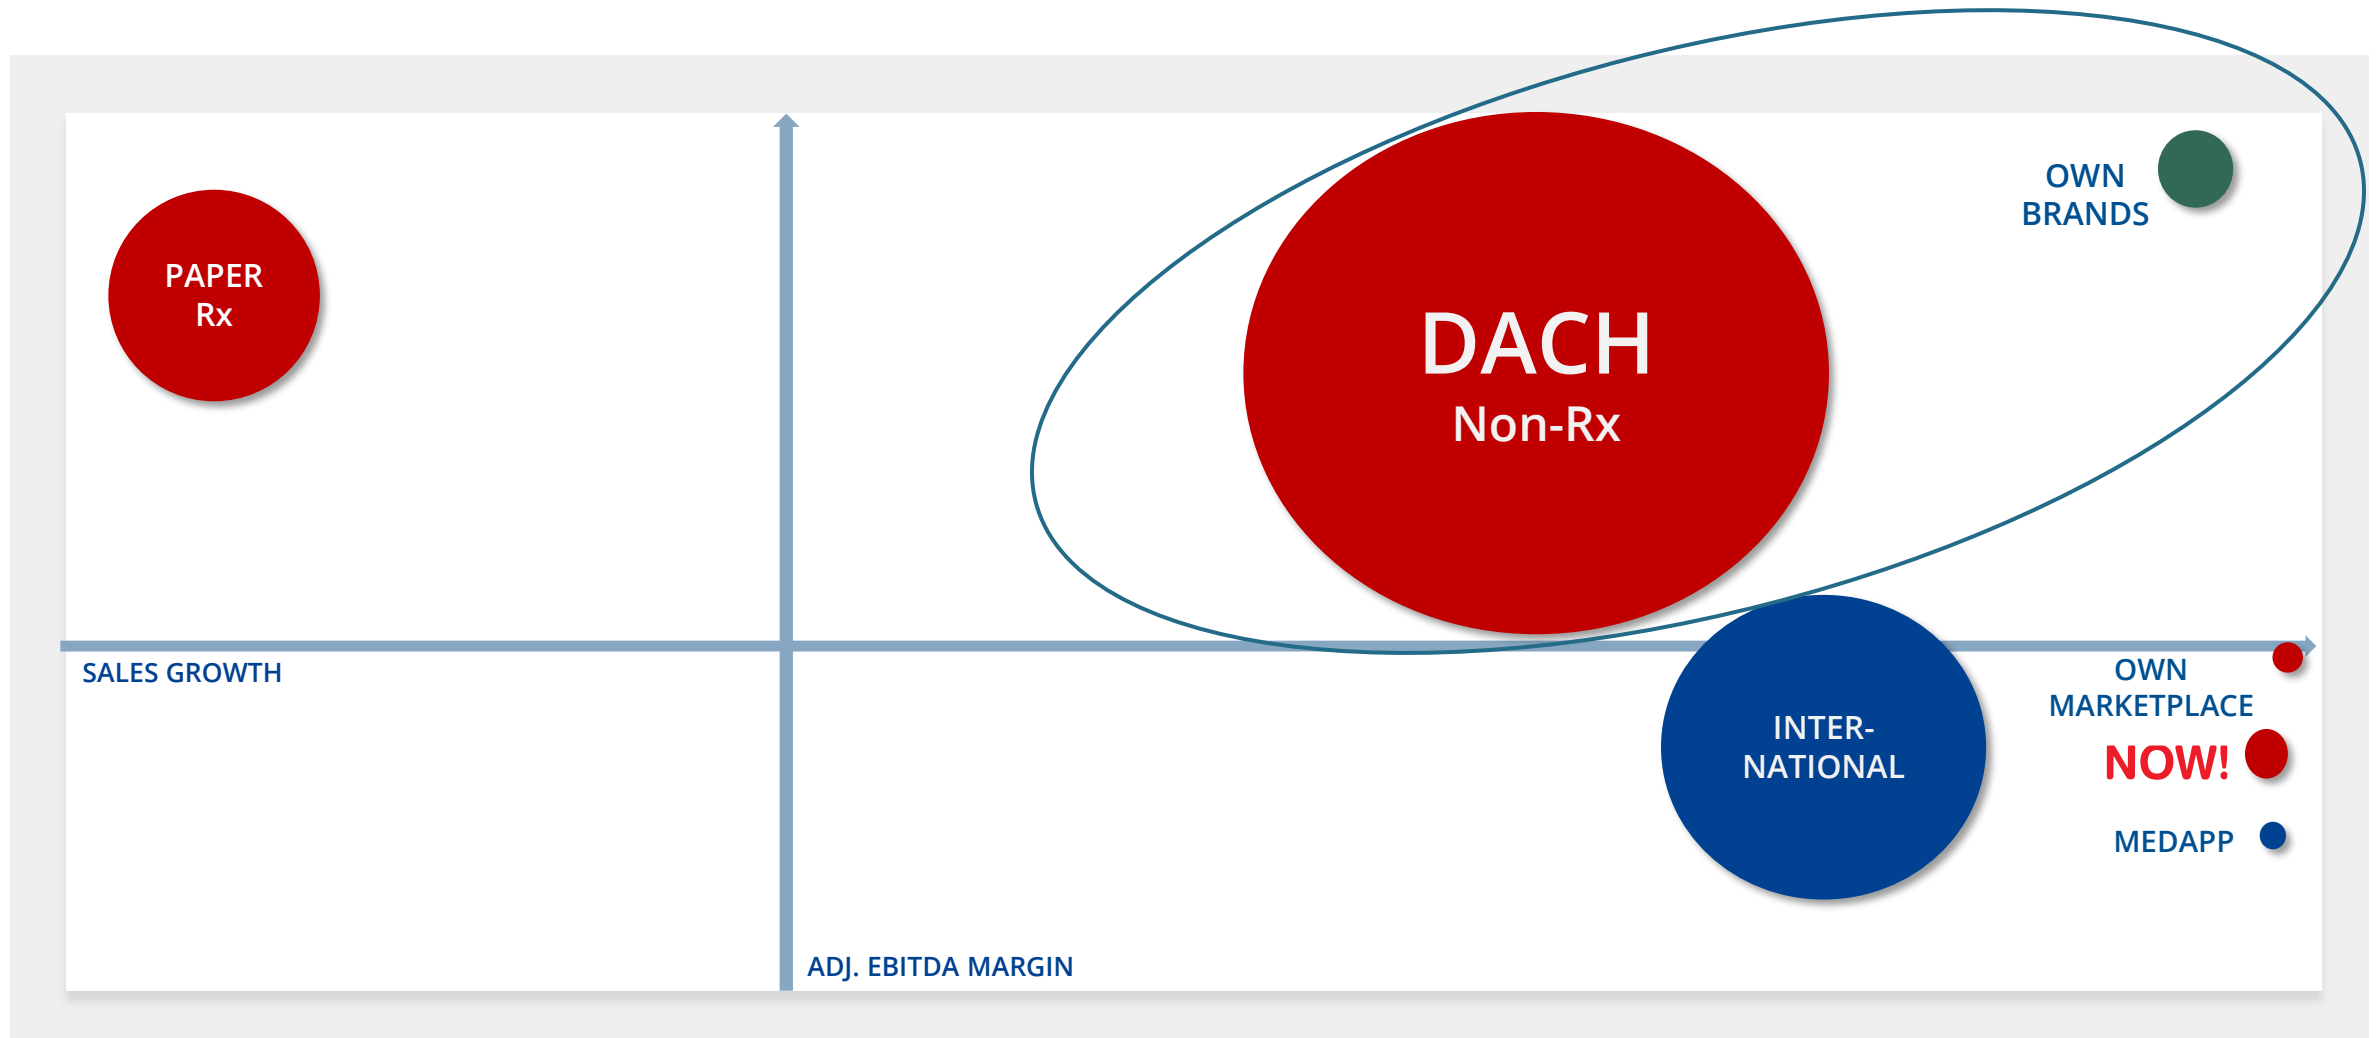 OWN
BRANDS
PAPER
Rx
DACH
Non-Rx
SALES GROWTH
OWN
MARKETPLACE
INTER-
NATIONAL
NOW!
MEDAPP
ADJ. EBITDA MARGIN